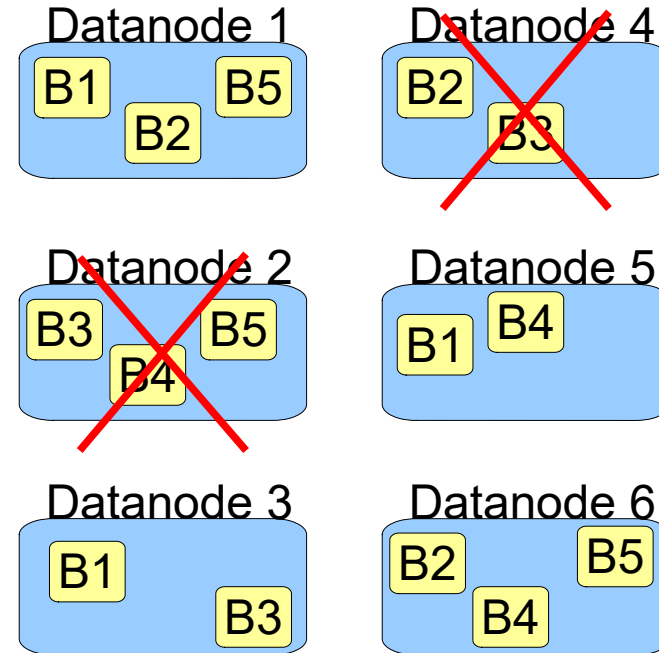 Datanode 1
B1
B5
B2
Datanode 4
B2
B3
Datanode 2
B3
B5
B4
Datanode 5
B1
B4
Datanode 3
B1
B3
Datanode 6
B2
B5
B4